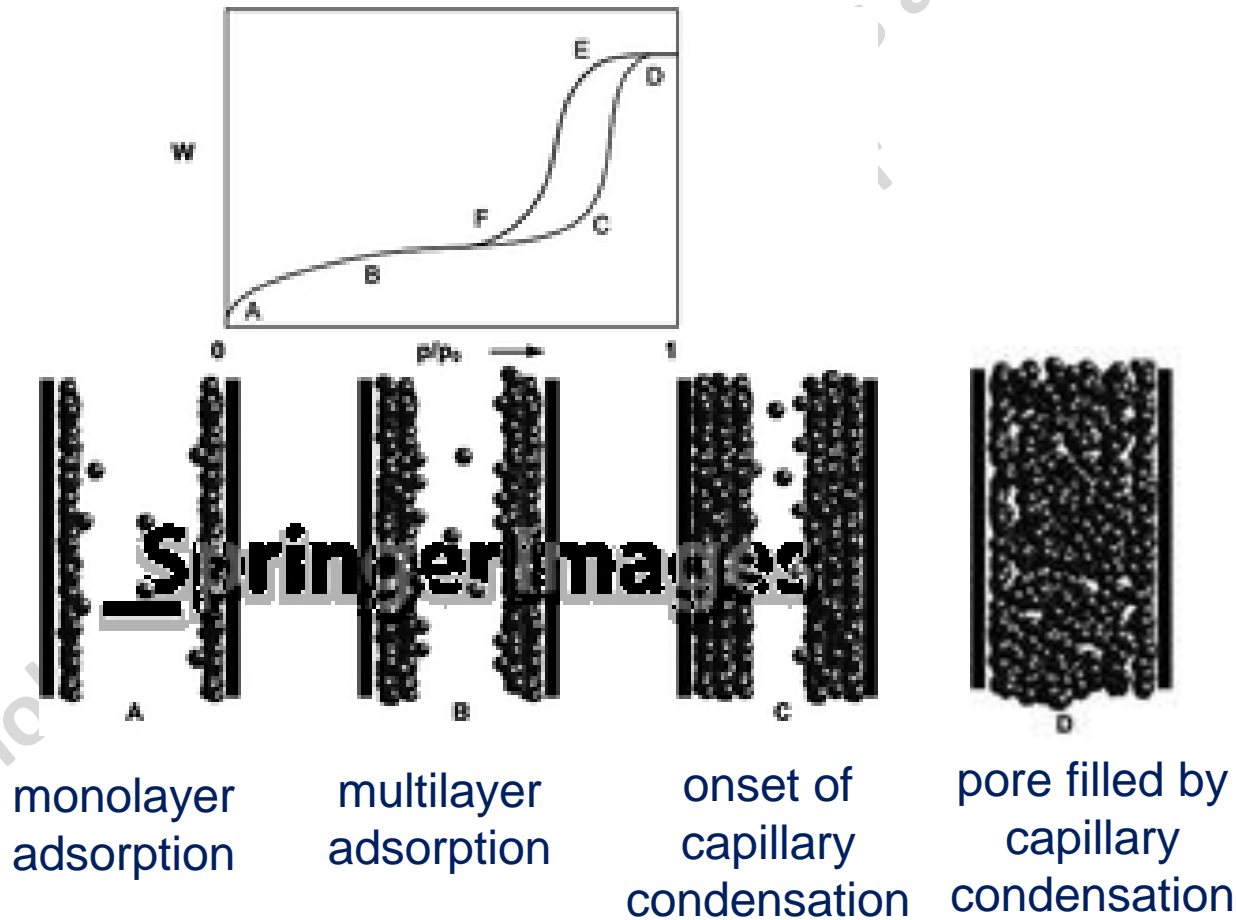 E
D
W
F
C
B
A
0
p/p₀
1
SpringerImages
A
B
C
D
monolayer
adsorption
multilayer
adsorption
onset of
capillary
condensation
pore filled by
capillary
condensation